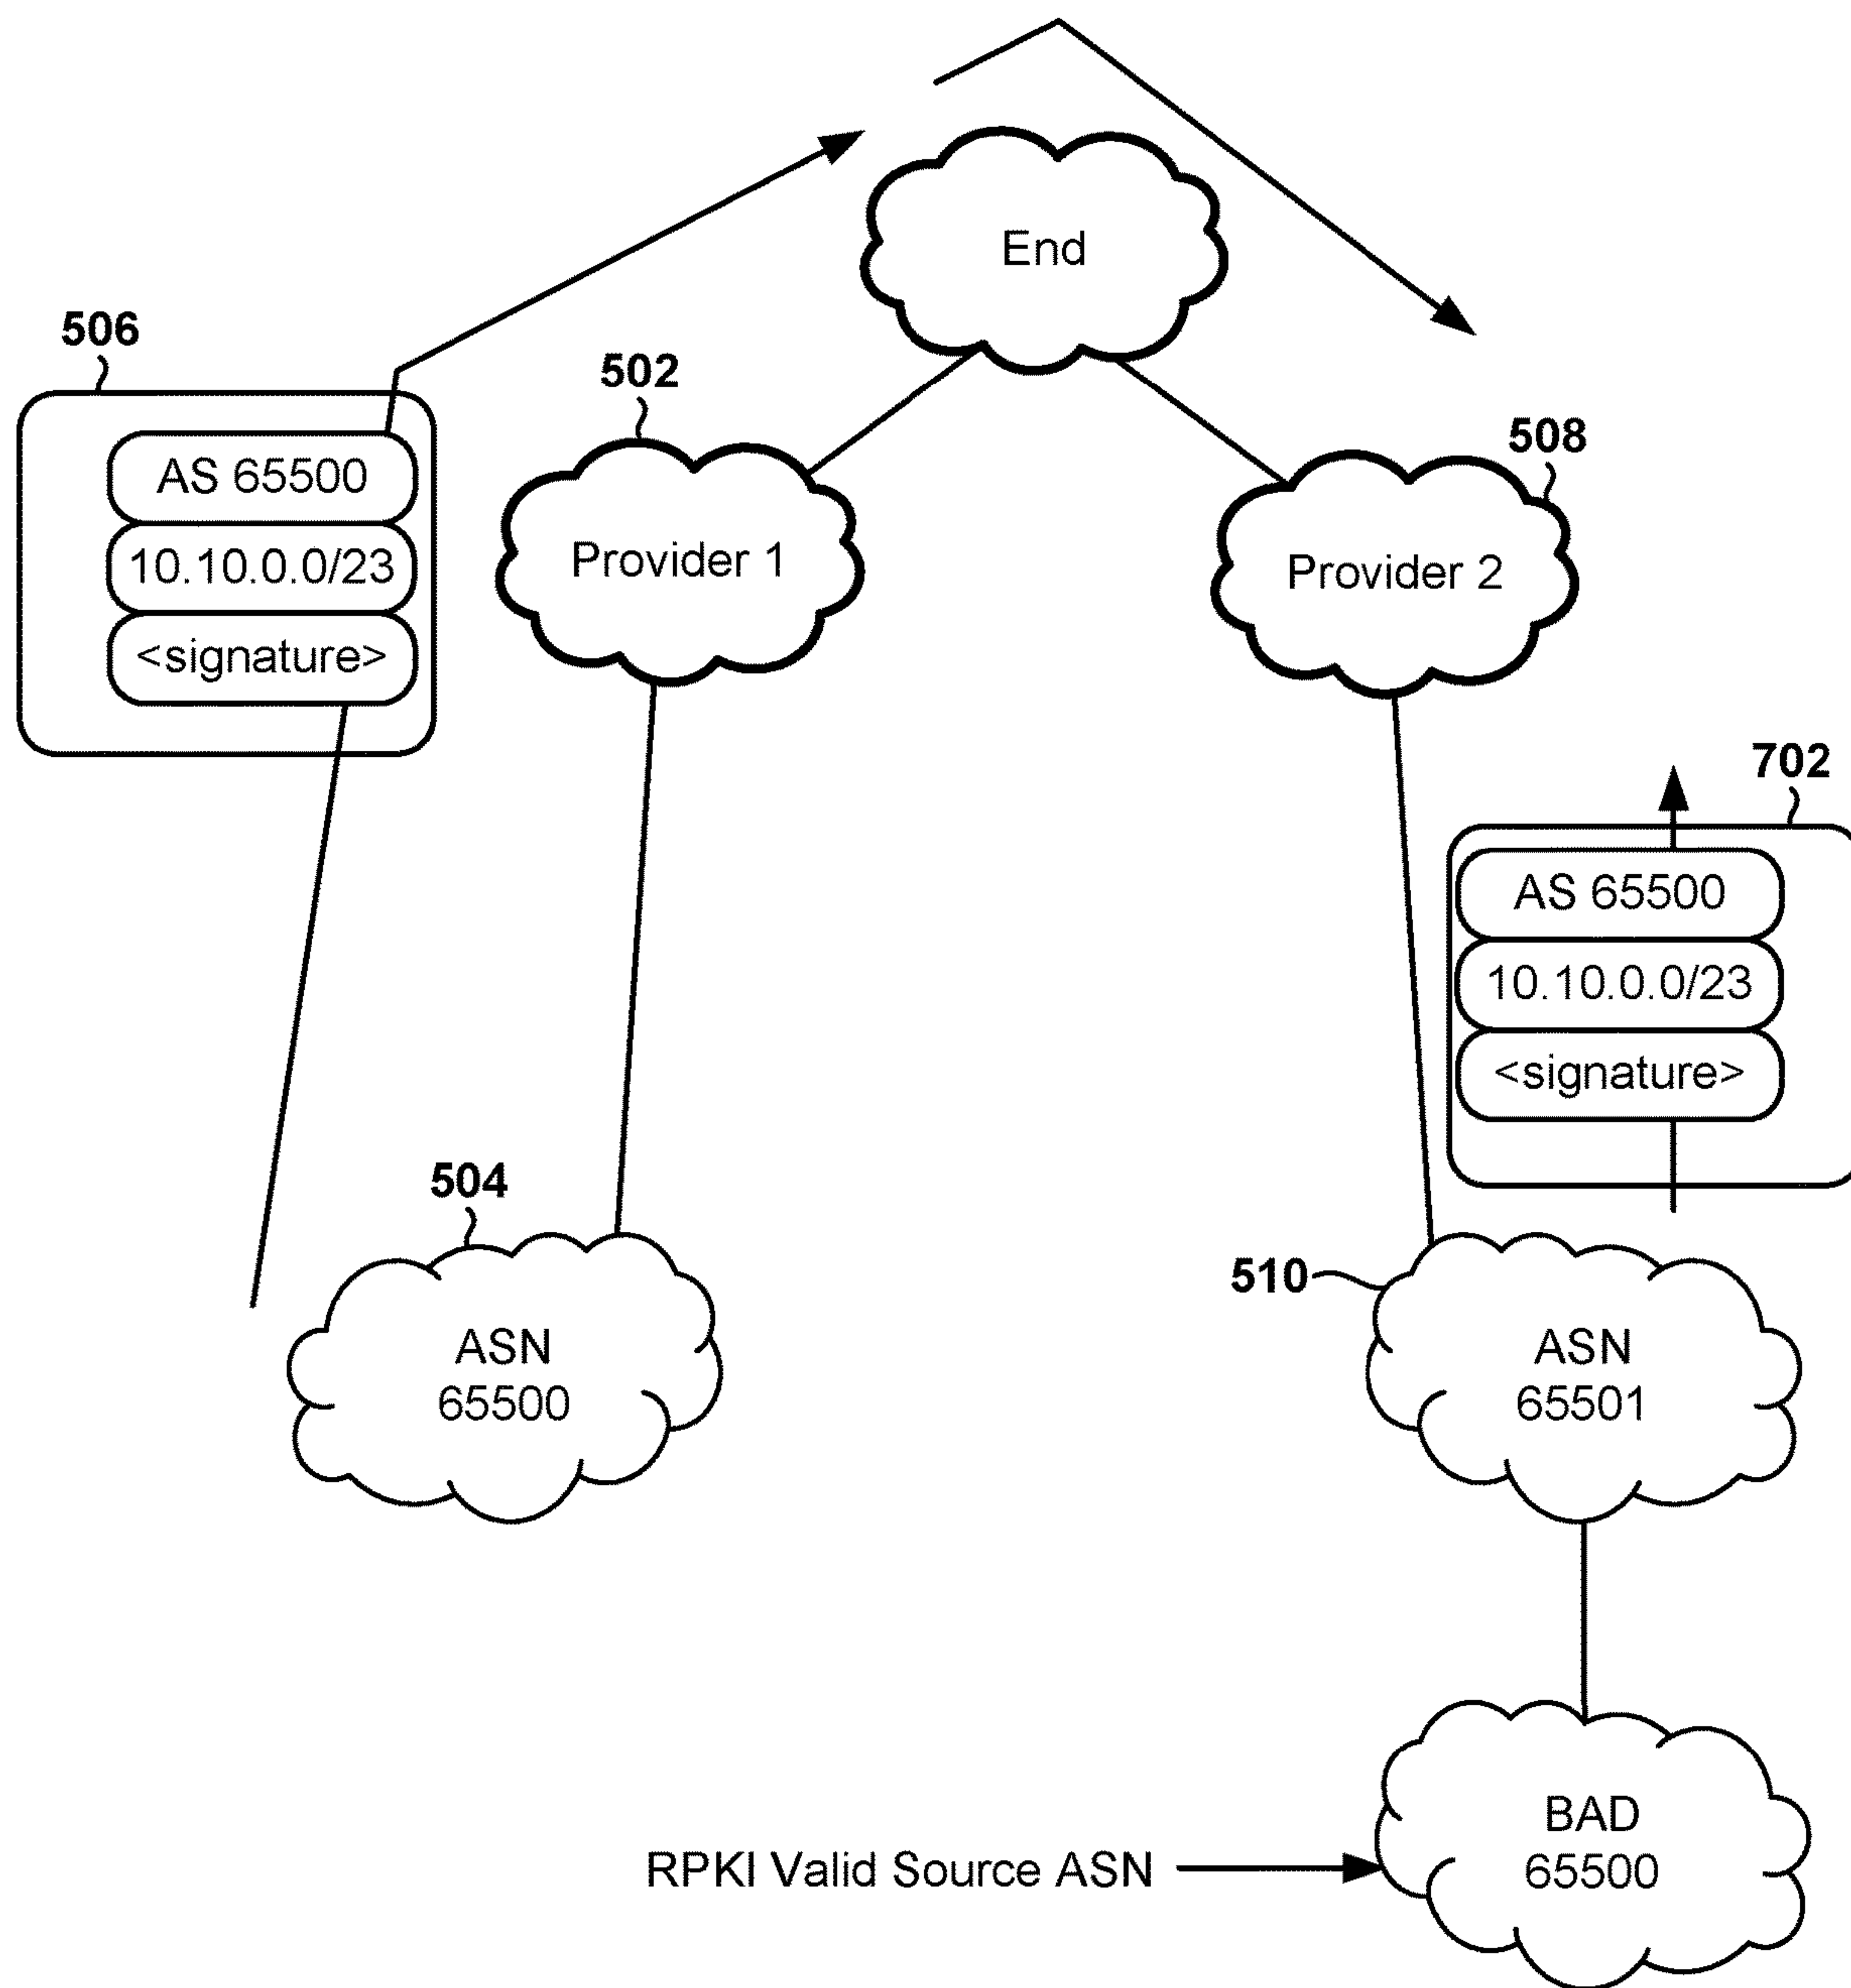 End
506
502
508
AS 65500
10.10.0.0/23
<signature>
Provider 1
Provider 2
702
AS 65500
10.10.0.0/23
<signature>
504
510
ASN
65500
ASN
65501
BAD
65500
RPKI Valid Source ASN